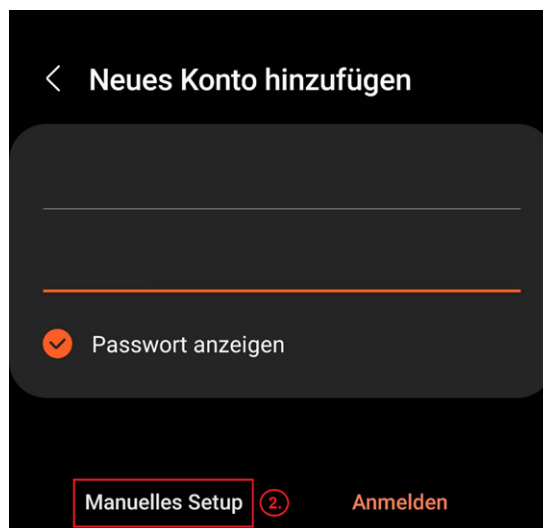 Neues Konto hinzufügen
Passwort anzeigen
Manuelles Setup 2. Anmelden